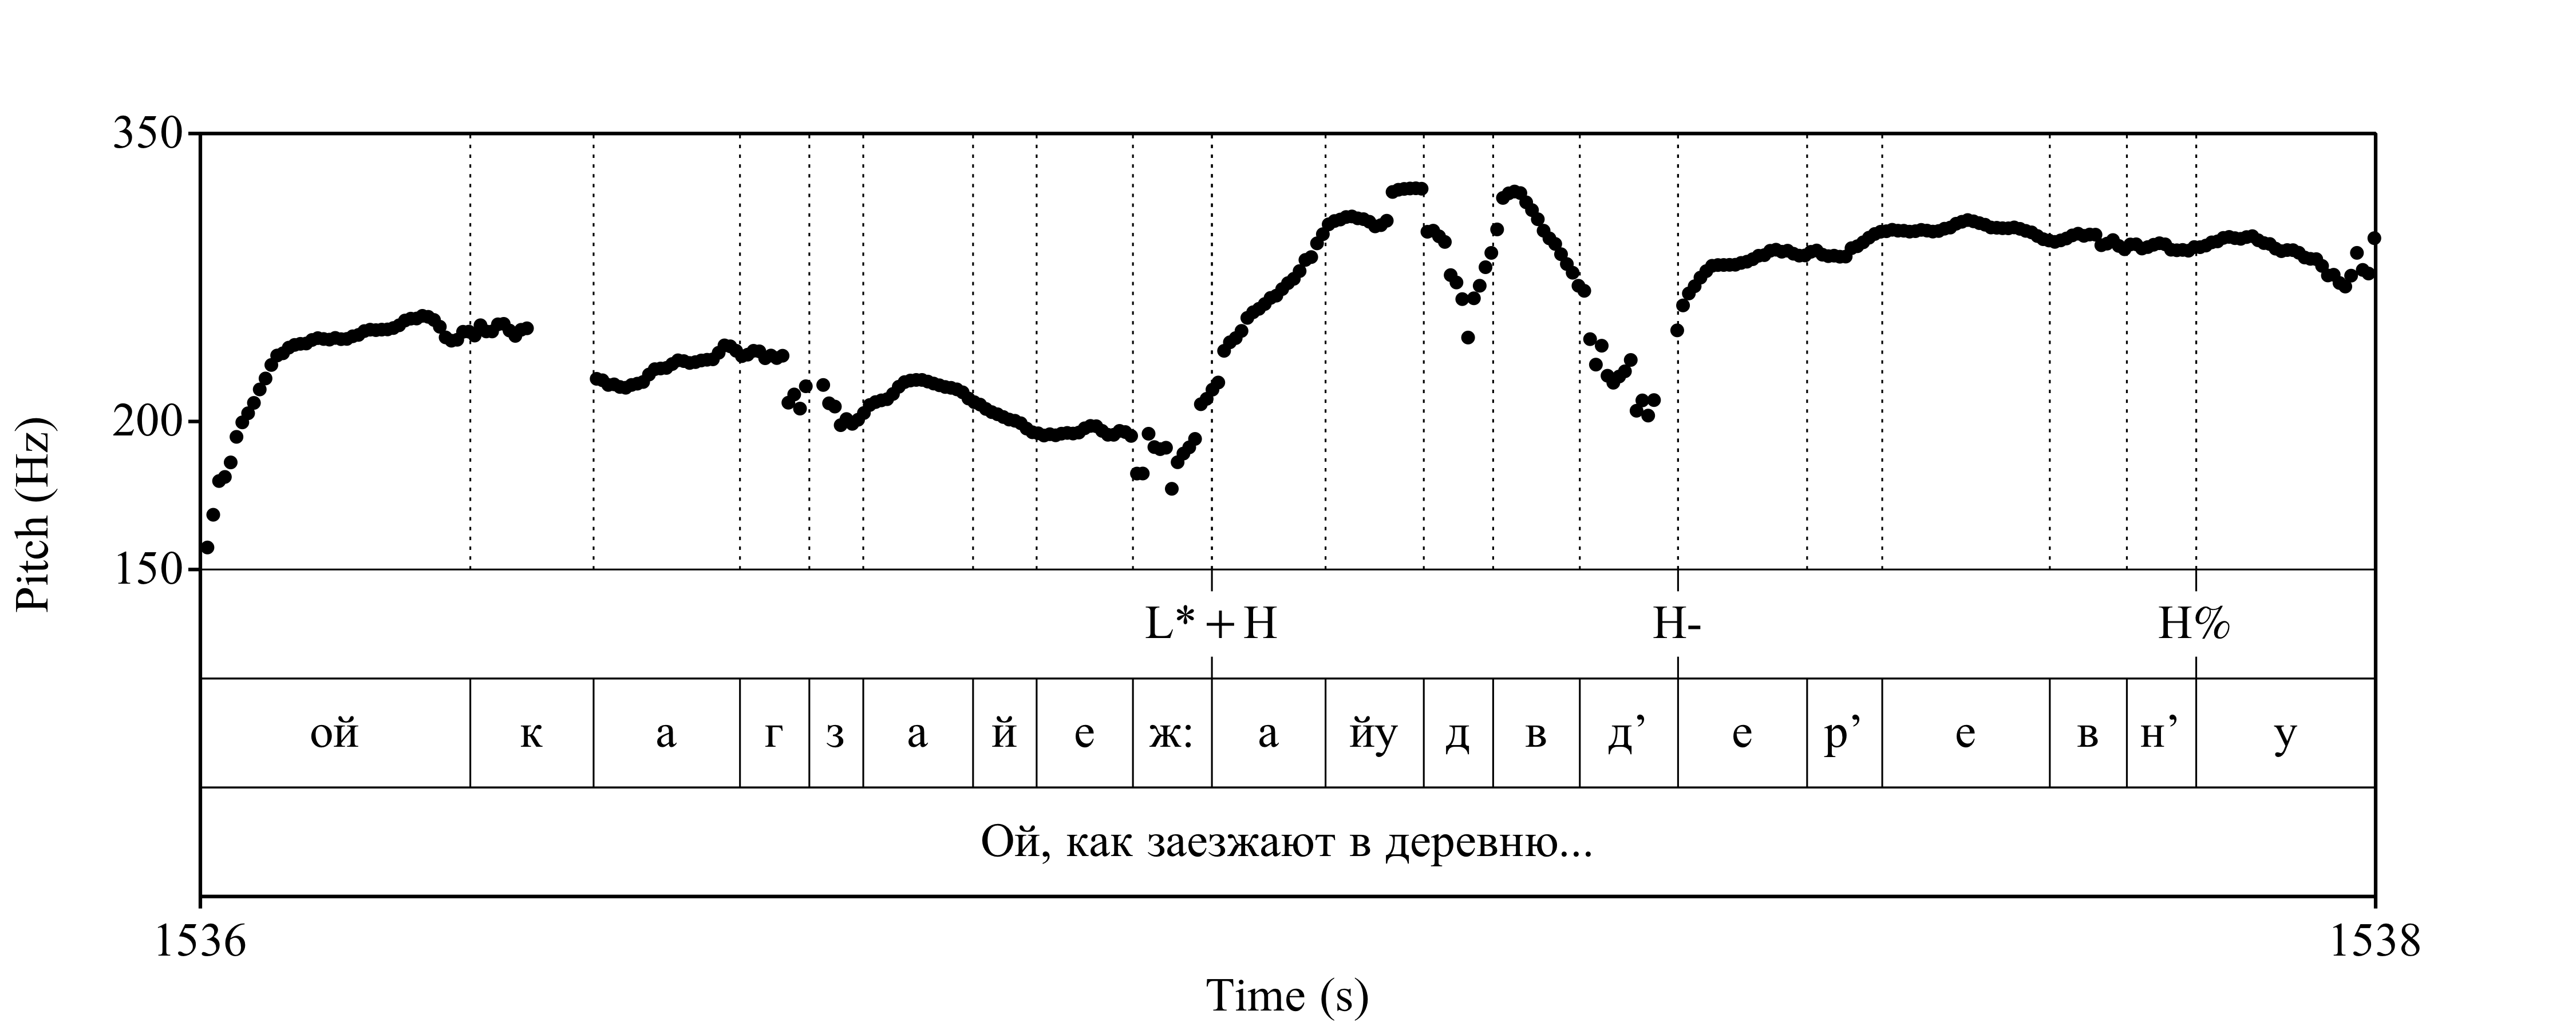 350
200
150
Pitch (Hz)
L*+H H- H%
ой к а г з а й е ж: а йу д в д’ е р’ е в н’ у
Ой, как заезжают в деревню...
1536 1538
Time (s)